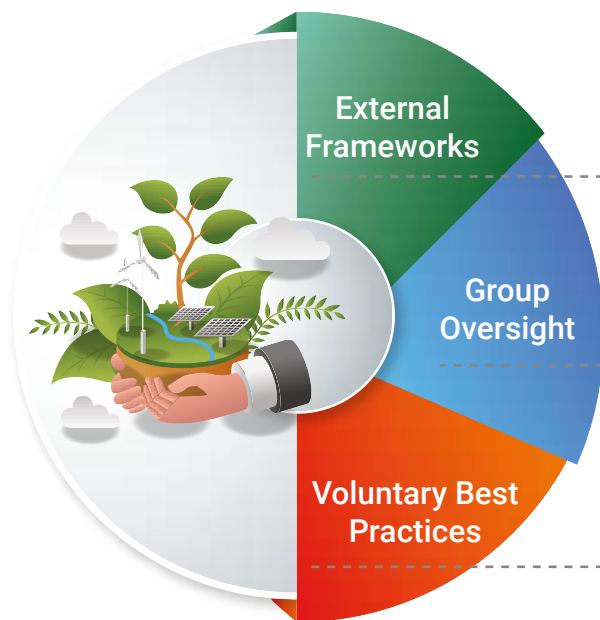 External
Frameworks
Group
Oversight
Voluntary Best
Practices